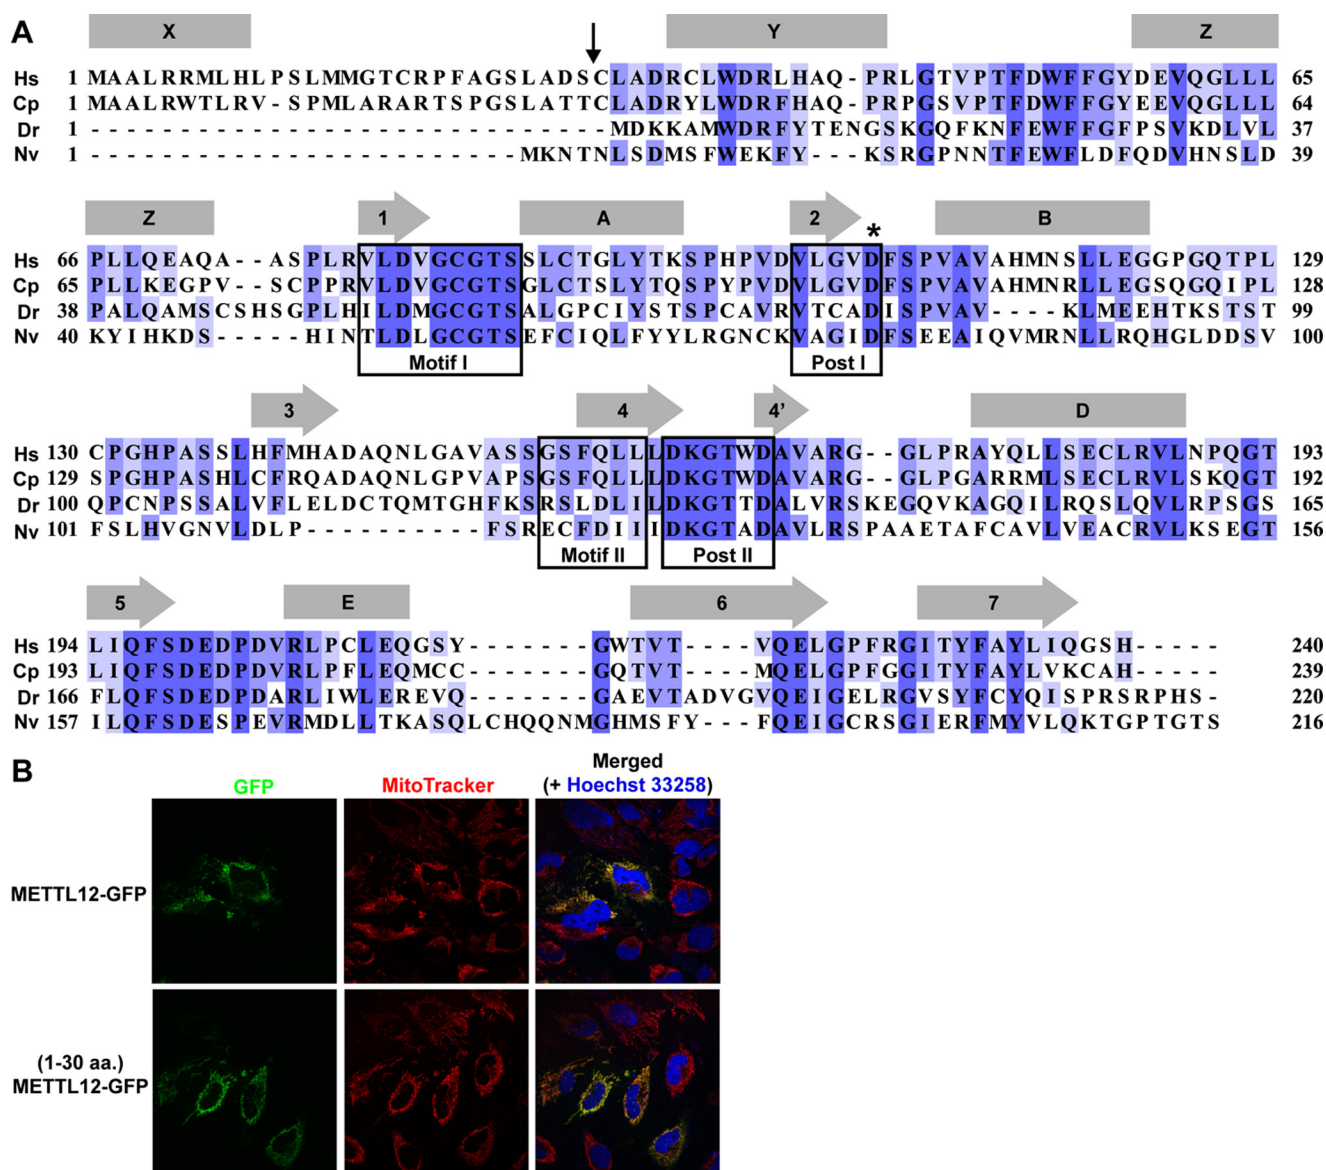 A
X Y Z
Hs 1 MAALRRMLHLPSLMMGTCRPFAGSLADSCLADRCLWDRLHAQ-PRLGTVPTFDWFFGYDEVQGLLL 65
Cp 1 MAALRWTLRV-SPMLARARTSPGSLATTCLADRYLWDRFHAQ-PRPGSVPTFDWFFGYEEVQGLLL 64
Dr 1 -----------------------------MDKKAMWDRFYTENGSKGQFKNFEWFFGFPSVKDLVL 37
Nv 1 ------------------------MKNTNLSDMSFWEKFY---KSRGPNNTFEWFLDFQDVHNSLD 39
Z 1 A 2 B
*
Hs 66 PLLQEAQA--ASPLRVLDVGCGTSSLCTGLYTKSPHPVDVLGVDFSPVAVAHMNSLLEGGPGQTPL 129
Cp 65 PLLKEGPV--SCPPRVLDVGCGTSGLCTSLYTQSPYPVDVLGVDFSPVAVAHMNRLLEGSQGQIPL 128
Dr 38 PALQAMSCSHSGPLHILDMGCGTSALGPCIYSTSPCAVRVTCADISPVAV----KLMEEHTKSTST 99
Nv 40 KYIHKDS----HINTLDLGCGTSEFCIQLFYYLRGNCKVAGIDFSEEAIQVMRNLLRQHGLDDSV 100
Motif I Post I
3 4 4’ D
Hs 130 CPGHPASSLHFMHADAQNLGAVASSGSFQLLLDKGTWDAVARG--GLPRAYQLLSECLRVLNPQGT 193
Cp 129 SPGHPASHLCFRQADAQNLGPVAPSGSFQLLLDKGTWDAVARG--GLPGARRMLSECLRVLSKQGT 192
Dr 100 QPCNPSSALVFLELDCTQMTGHFKSRSLDLILDKGTTDALVRSKEGQVKAGQILRQSLQVLRPSGS 165
Nv 101 FSLHVGNVLDLP----------FSRECFDIIIDKGTADAVLRSPAAETAFCAVLVEACRVLKSEGT 156
Motif II Post II
5 E 6 7
Hs 194 LIQFSDEDPDVRLPCLEQGSY-------GWTVT----VQELGPFRGITYFAYLIQGSH----- 240
Cp 193 LIQFSDEDPDVRLPFLEQMCC-------GQTVT----MQELGPFGGITYFAYLVKCAH----- 239
Dr 166 FLQFSDEDPDARLIWLEREVQ-------GAEVTADVGVQEIGELRGVSYFCYQISPRSRPHS- 220
Nv 157 ILQFSDESPEVRMDLLTKASQLCHQQNMGHMSFY---FQEIGCRSGIERFMYVLQKTGPTGTS 216
B
GFP MitoTracker Merged
(+ Hoechst 33258)
METTL12-GFP
(1-30 aa.)
METTL12-GFP